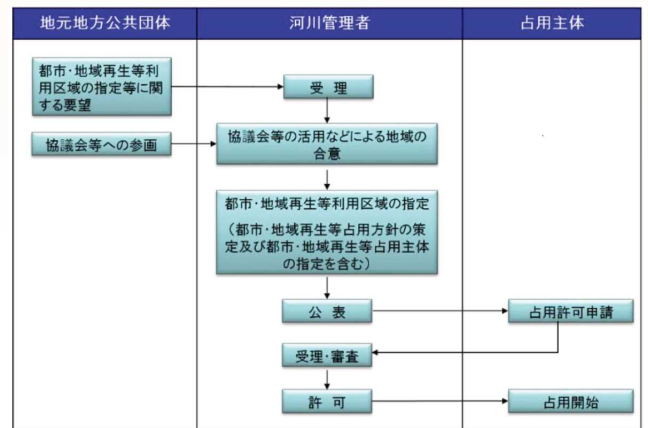 地元地方公共団体
河川管理者
占用主体
都市・地域再生等利
用区域の指定等に関
する要望
受 理
協議会等への参画
協議会等の活用などによる地域の
合意
都市・地域再生等利用区域の指定
（都市・地域再生等占用方針の策
定及び都市・地域再生等占用主体
の指定を含む）
公 表
占用許可申請
受理・審査
許 可
占用開始